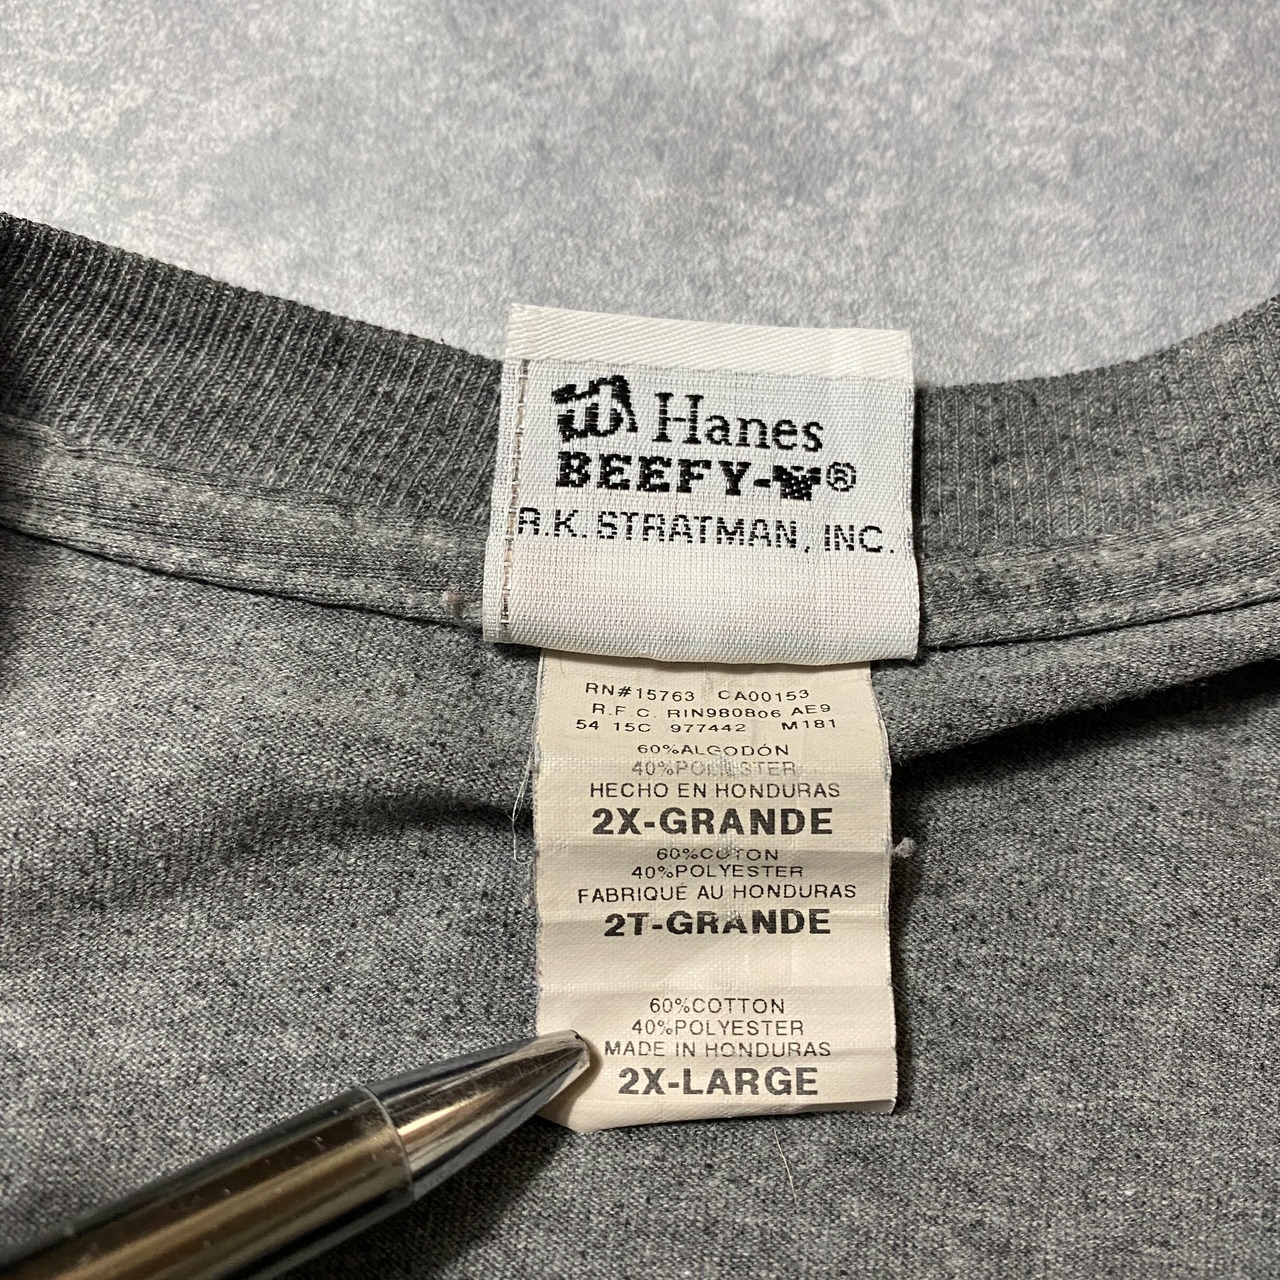 Hanes
BEEFY-T®
R.K. STRATMAN, INC.
RN#15763 CA00153
R.F.C. RIN980806 AE9
54 15C 977442 M181
60%ALGODÓN
40%POLIESTER
HECHO EN HONDURAS
2X-GRANDE
60%COTON
40%POLYESTER
FABRIQUÉ AU HONDURAS
2T-GRANDE
60%COTTON
40%POLYESTER
MADE IN HONDURAS
2X-LARGE